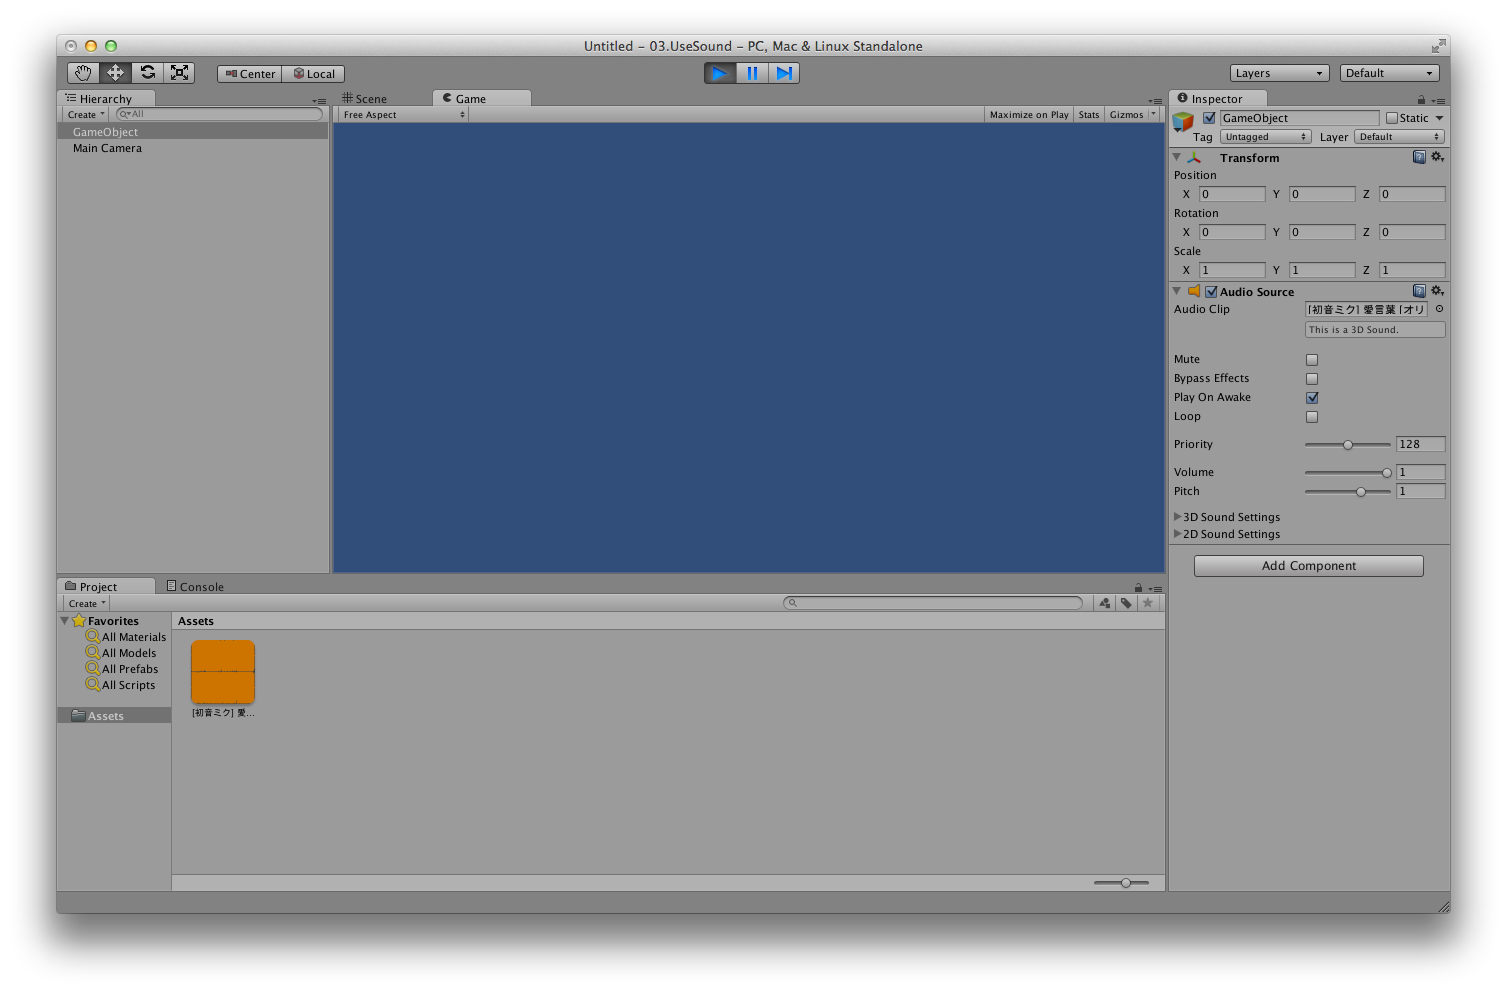 Untitled – 03.UseSound – PC, Mac & Linux Standalone
Center Local
Layers Default
Hierarchy
Create All
GameObject
Main Camera
Scene Game
Free Aspect Maximize on Play Stats Gizmos
Inspector
GameObject Static
Tag Untagged Layer Default
Transform
Position
X 0 Y 0 Z 0
Rotation
X 0 Y 0 Z 0
Scale
X 1 Y 1 Z 1
Audio Source
Audio Clip [初音ミク] 愛言葉 [オリ
This is a 3D Sound.
Mute
Bypass Effects
Play On Awake
Loop
Priority 128
Volume 1
Pitch 1
3D Sound Settings
2D Sound Settings
Add Component
Project Console
Create
Favorites
All Materials
All Models
All Prefabs
All Scripts
Assets
Assets
[初音ミク] 愛...